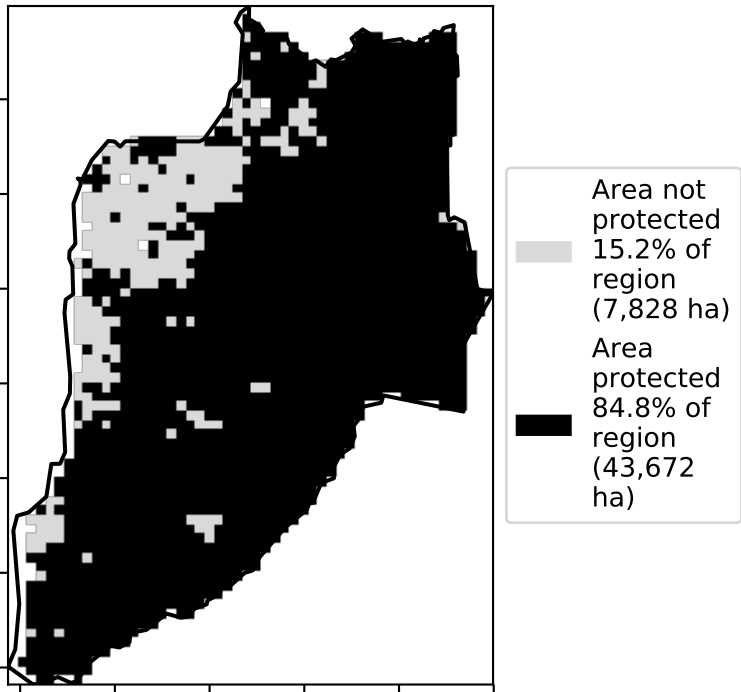 Area not
protected
15.2% of
region
(7,828 ha)
Area
protected
84.8% of
region
(43,672
ha)